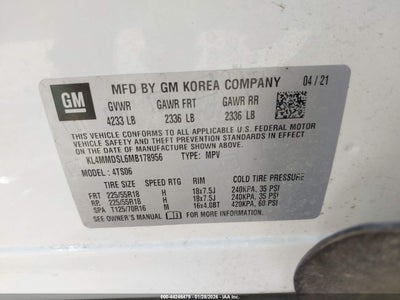 GM
MFD BY GM KOREA COMPANY 04/21
GVWR GAWR FRT GAWR RR
4233 LB 2336 LB 2336 LB
THIS VEHICLE CONFORMS TO ALL APPLICABLE U.S. FEDERAL MOTOR
VEHICLE SAFETY, BUMPER, AND THEFT PREVENTION STANDARDS IN
EFFECT ON THE DATE OF MANUFACTURE SHOWN ABOVE.
KL4MMDSL6MB178956 TYPE: MPV
MODEL: 4TS06
TIRE SIZE SPEED RTG RIM COLD TIRE PRESSURE
FRT 225/55R18 H 18x7.5J 240KPA, 35 PSI
RR 225/55R18 H 18x7.5J 240KPA, 35 PSI
SPA T125/70R16 M 16x4.0BT 420KPA, 60 PSI
SEE OWNER'S MANUAL FOR ADDITIONAL INFORMATION.